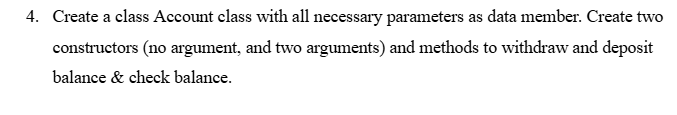 4. Create a class Account class with all necessary parameters as data member. Create two
constructors (no argument, and two arguments) and methods to withdraw and deposit
balance & check balance.